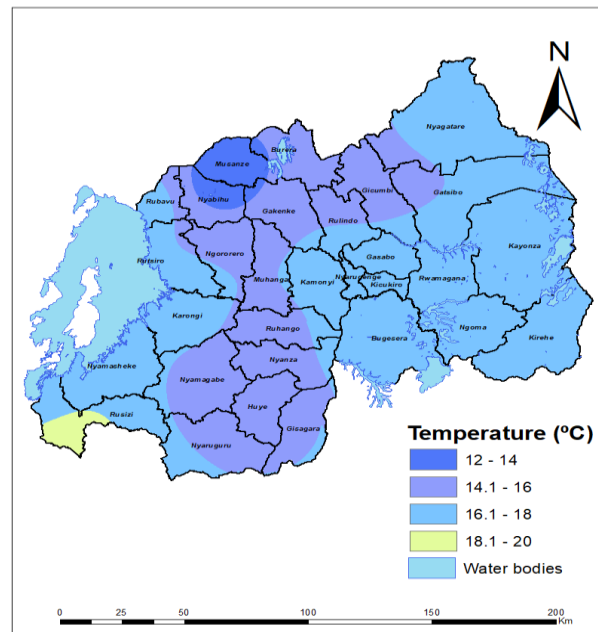 N
Nyagatare
Burera
Musanze
Gicumbi
Nyabihu
Gatsibo
Rubavu
Gakenke
Rulindo
Ngororero
Gasabo
Kayonza
Rutsiro
Muhanga
Kamonyi
Nyarugenge
Kicukiro
Rwamagana
Karongi
Ruhango
Bugecera
Ngoma
Kirehe
Nyamasheke
Nyanza
Nyamagabe
Huye
Rusizi
Gisagara
Nyaruguru
Temperature (ºC)
12 - 14
14.1 - 16
16.1 - 18
18.1 - 20
Water bodies
0 25 50 100 150 200
Km